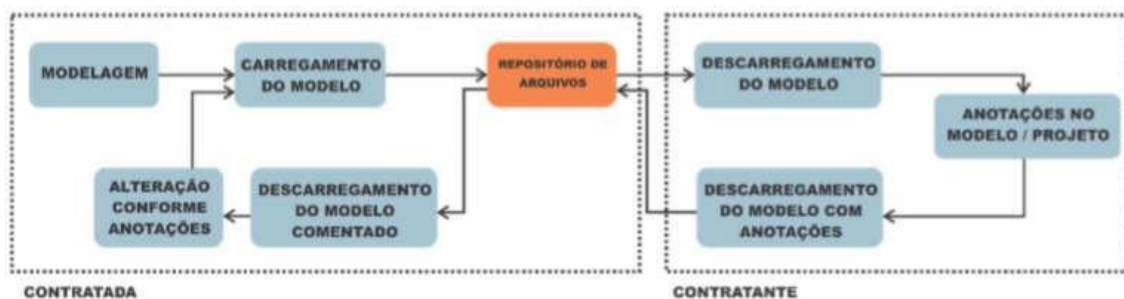 MODELAGEM
CARREGAMENTO
DO MODELO
REPOSITÓRIO DE
ARQUIVOS
DESCARREGAMENTO
DO MODELO
ANOTAÇÕES NO
MODELO / PROJETO
ALTERAÇÃO
CONFORME
ANOTAÇÕES
DESCARREGAMENTO
DO MODELO
COMENTADO
DESCARREGAMENTO
DO MODELO COM
ANOTAÇÕES
CONTRATADA
CONTRATANTE